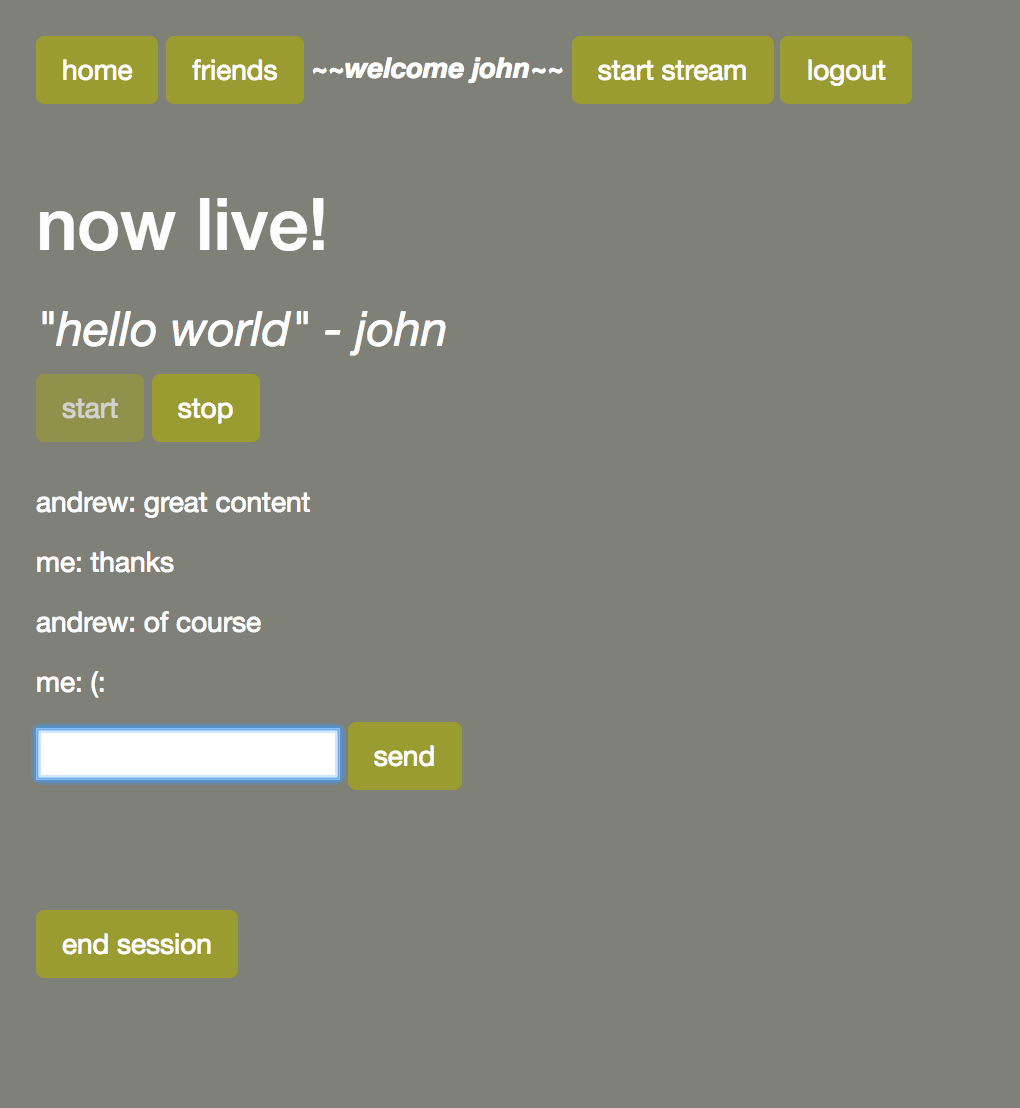 home friends ~~welcome john~~ start stream logout
now live!
"hello world" - john
start stop
andrew: great content
me: thanks
andrew: of course
me: (:
send
end session